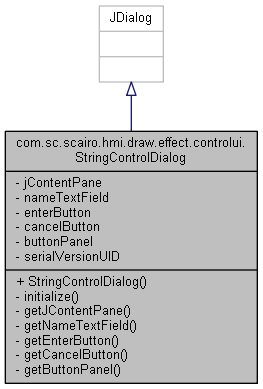 JDialog
com.sc.scairo.hmi.draw.effect.controlui.
StringControlDialog
- jContentPane
- nameTextField
- enterButton
- cancelButton
- buttonPanel
- serialVersionUID
+ StringControlDialog()
- initialize()
- getJContentPane()
- getNameTextField()
- getEnterButton()
- getCancelButton()
- getButtonPanel()